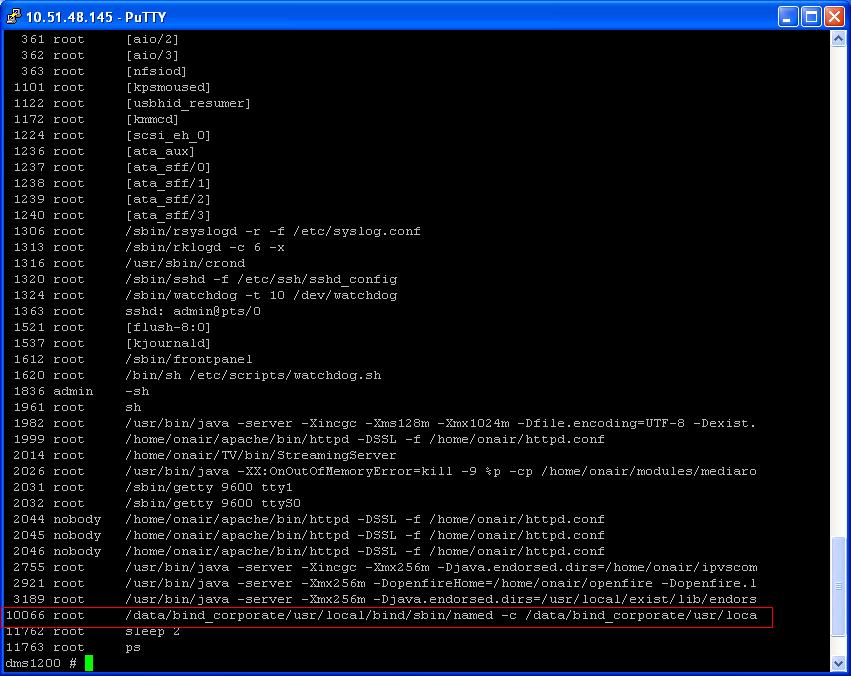 10.51.48.145 - PuTTY
361 root [aio/2]
362 root [aio/3]
363 root [nfsiod]
1101 root [kpsmoused]
1122 root [usbhid_resumer]
1172 root [kmmcd]
1224 root [scsi_eh_0]
1236 root [ata_aux]
1237 root [ata_sff/0]
1238 root [ata_sff/1]
1239 root [ata_sff/2]
1240 root [ata_sff/3]
1306 root /sbin/rsyslogd -r -f /etc/syslog.conf
1313 root /sbin/rklogd -c 6 -x
1316 root /usr/sbin/crond
1320 root /sbin/sshd -f /etc/ssh/sshd_config
1324 root /sbin/watchdog -t 10 /dev/watchdog
1363 root sshd: admin@pts/0
1521 root [flush-8:0]
1537 root [kjournald]
1612 root /sbin/frontpanel
1620 root /bin/sh /etc/scripts/watchdog.sh
1836 admin -sh
1961 root sh
1982 root /usr/bin/java -server -Xincgc -Xms128m -Xmx1024m -Dfile.encoding=UTF-8 -Dexist.
1999 root /home/onair/apache/bin/httpd -DSSL -f /home/onair/httpd.conf
2014 root /home/onair/TV/bin/StreamingServer
2026 root /usr/bin/java -XX:OnOutOfMemoryError=kill -9 %p -cp /home/onair/modules/mediaro
2031 root /sbin/getty 9600 tty1
2032 root /sbin/getty 9600 ttyS0
2044 nobody /home/onair/apache/bin/httpd -DSSL -f /home/onair/httpd.conf
2045 nobody /home/onair/apache/bin/httpd -DSSL -f /home/onair/httpd.conf
2046 nobody /home/onair/apache/bin/httpd -DSSL -f /home/onair/httpd.conf
2755 root /usr/bin/java -server -Xincgc -Xmx256m -Djava.endorsed.dirs=/home/onair/ipvscom
2921 root /usr/bin/java -server -Xmx256m -DopenfireHome=/home/onair/openfire -Dopenfire.l
3189 root /usr/bin/java -server -Xmx256m -Djava.endorsed.dirs=/usr/local/exist/lib/endors
10066 root /data/bind_corporate/usr/local/bind/sbin/named -c /data/bind_corporate/usr/loca
11762 root sleep 2
11763 root ps
dms1200 #